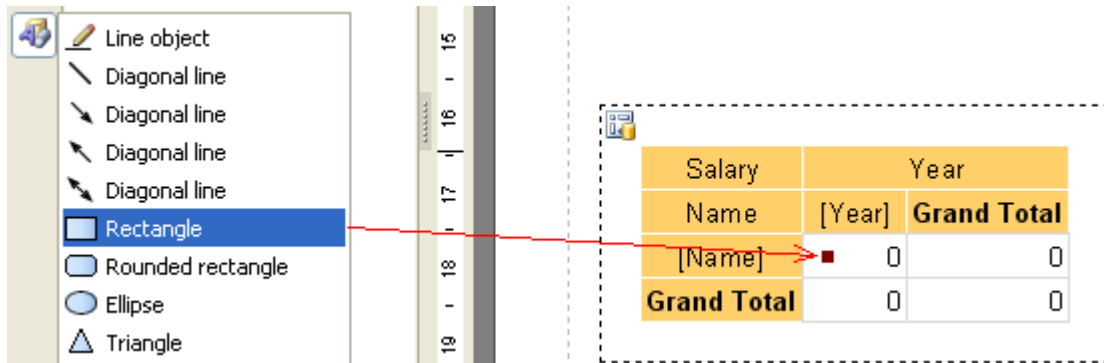 Line object
Diagonal line
Diagonal line
Diagonal line
Diagonal line
Rectangle
Rounded rectangle
Ellipse
Triangle
15
16
17
18
19
Salary Year
Name [Year] Grand Total
[Name] 0 0
Grand Total 0 0